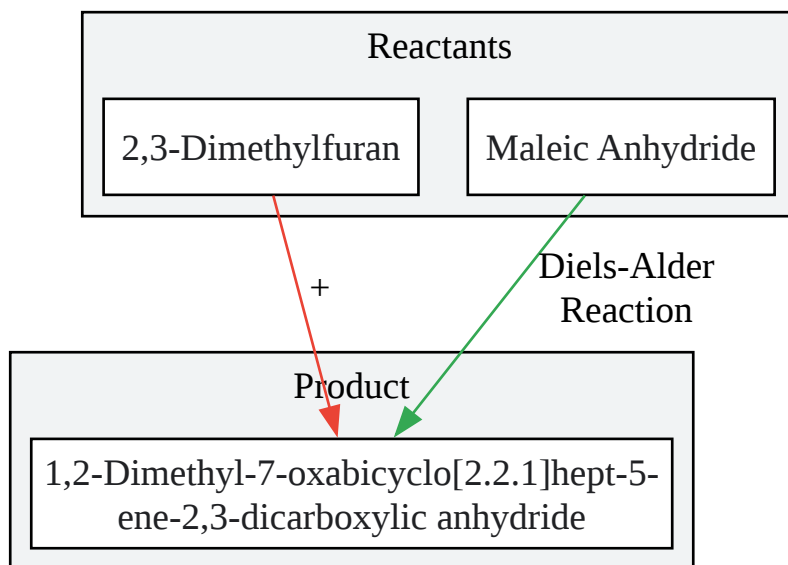 Reactants
2,3-Dimethylfuran
Maleic Anhydride
+
Diels-Alder
Reaction
Product
1,2-Dimethyl-7-oxabicyclo[2.2.1]hept-5-
ene-2,3-dicarboxylic anhydride